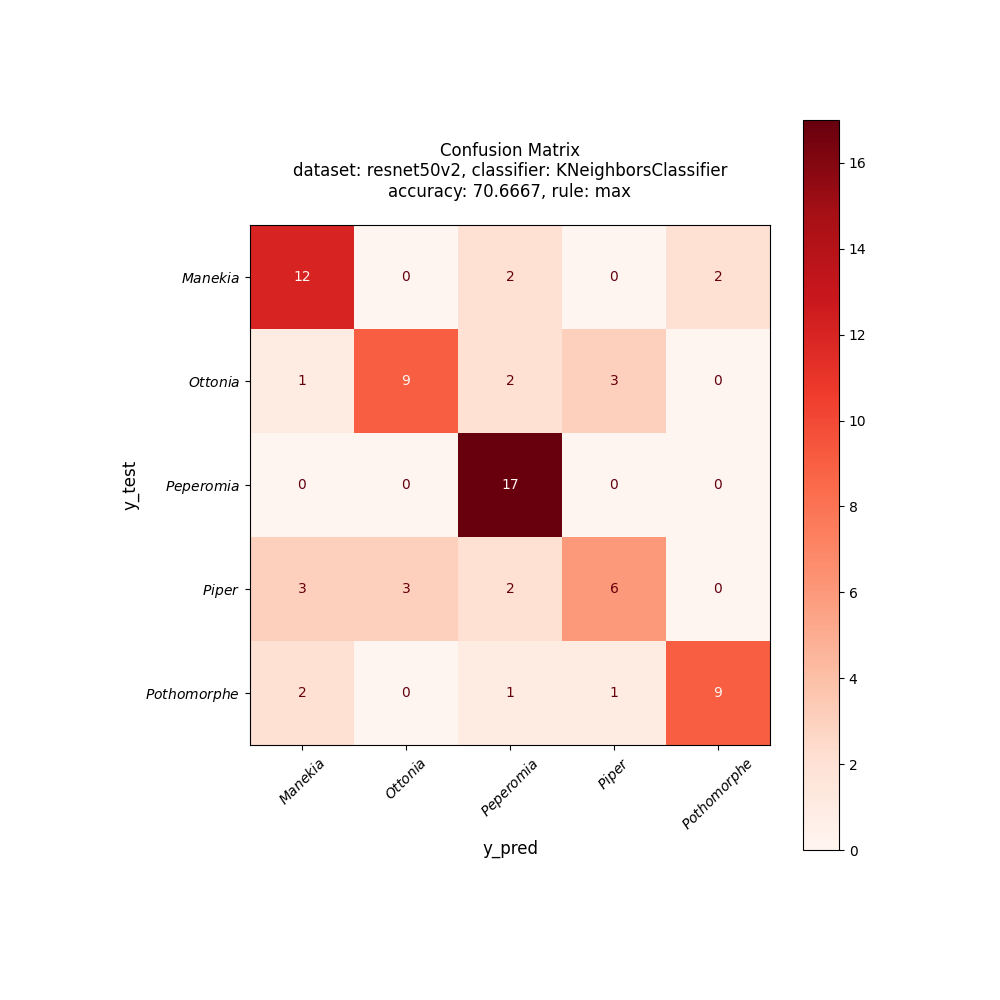 Confusion Matrix
dataset: resnet50v2, classifier: KNeighborsClassifier
accuracy: 70.6667, rule: max
y_test
Manekia 12 0 2 0 2
Ottonia 1 9 2 3 0
Peperomia 0 0 17 0 0
Piper 3 3 2 6 0
Pothomorphe 2 0 1 1 9
Manekia Ottonia Peperomia Piper Pothomorphe
y_pred
16
14
12
10
8
6
4
2
0